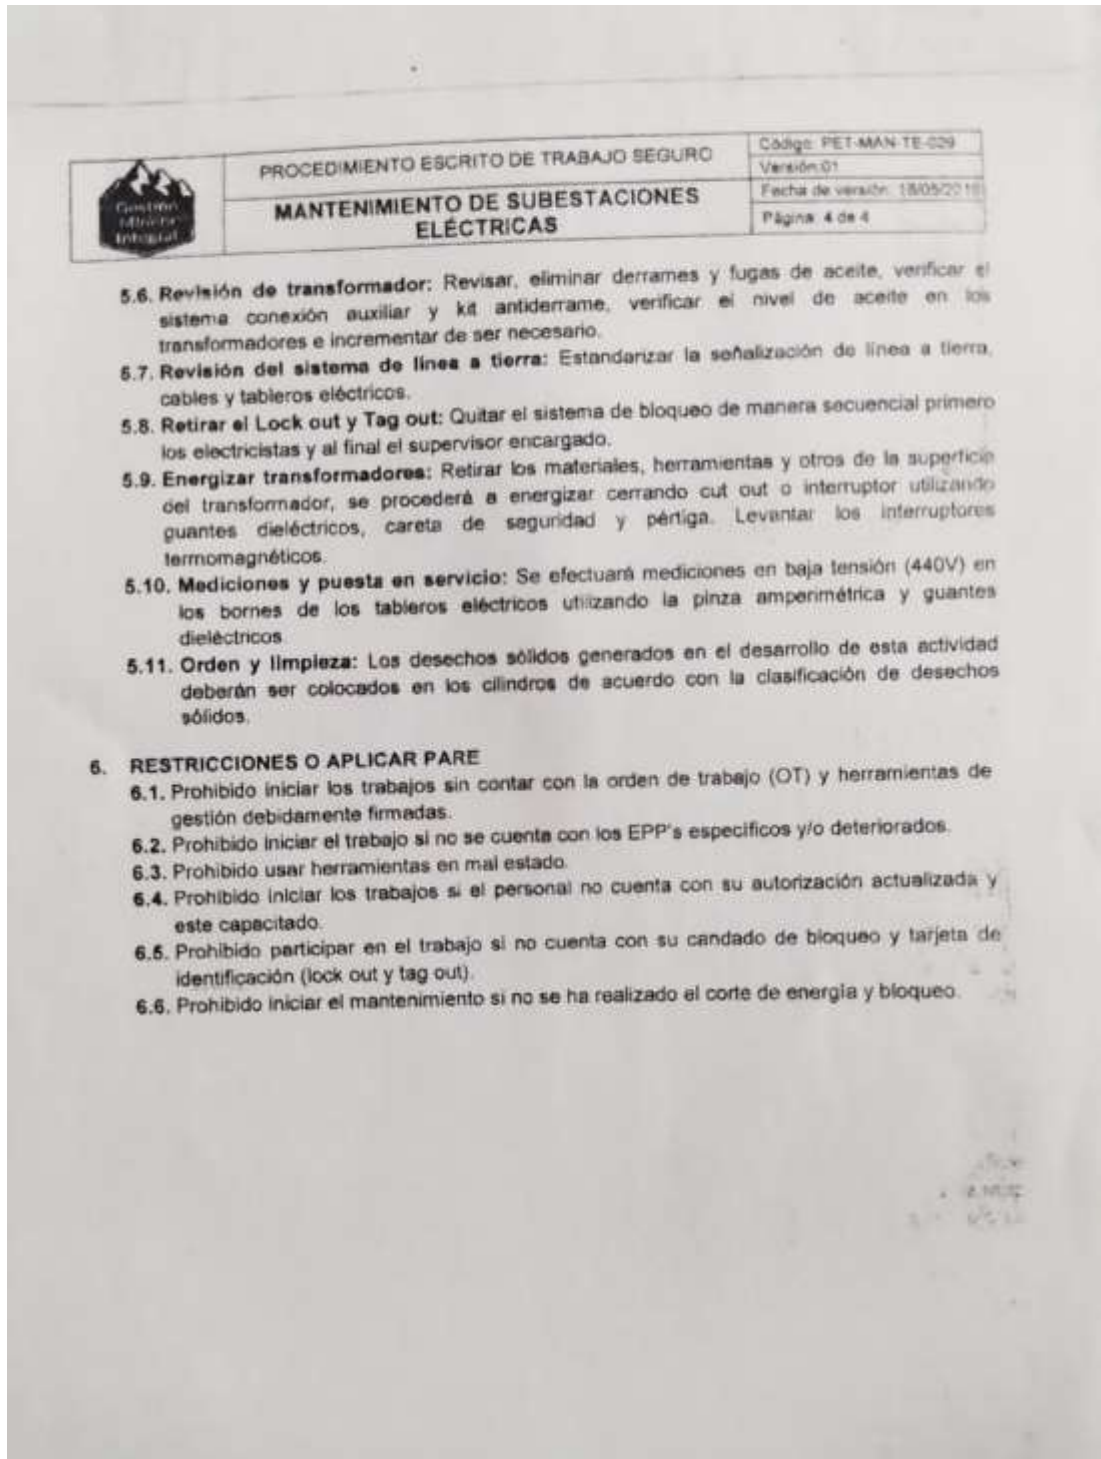 Gestión
Minera
Integral
PROCEDIMIENTO ESCRITO DE TRABAJO SEGURO
MANTENIMIENTO DE SUBESTACIONES
ELÉCTRICAS
Código: PET-MAN-TE-029
Versión:01
Fecha de versión: 18/05/201
Página: 4 de 4
5.6. Revisión de transformador: Revisar, eliminar derrames y fugas de aceite, verificar el
sistema conexión auxiliar y kit antiderrame, verificar el nivel de aceite en los
transformadores e incrementar de ser necesario.
5.7. Revisión del sistema de línea a tierra: Estandarizar la señalización de línea a tierra,
cables y tableros eléctricos.
5.8. Retirar el Lock out y Tag out: Quitar el sistema de bloqueo de manera secuencial primero
los electricistas y al final el supervisor encargado.
5.9. Energizar transformadores: Retirar los materiales, herramientas y otros de la superficie
del transformador, se procederá a energizar cerrando cut out o interruptor utilizando
guantes dieléctricos, careta de seguridad y pértiga. Levantar los interruptores
termomagnéticos.
5.10. Mediciones y puesta en servicio: Se efectuará mediciones en baja tensión (440V) en
los bornes de los tableros eléctricos utilizando la pinza amperimétrica y guantes
dieléctricos
5.11. Orden y limpieza: Los desechos sólidos generados en el desarrollo de esta actividad
deberán ser colocados en los cilindros de acuerdo con la clasificación de desechos
sólidos.
6. RESTRICCIONES O APLICAR PARE
6.1. Prohibido iniciar los trabajos sin contar con la orden de trabajo (OT) y herramientas de
gestión debidamente firmadas.
6.2. Prohibido iniciar el trabajo si no se cuenta con los EPP's especificos y/o deteriorados.
6.3. Prohibido usar herramientas en mal estado.
6.4. Prohibido iniciar los trabajos si el personal no cuenta con su autorización actualizada y
este capacitado.
6.5. Prohibido participar en el trabajo si no cuenta con su candado de bloqueo y tarjeta de
identificación (lock out y tag out).
6.6. Prohibido iniciar el mantenimiento si no se ha realizado el corte de energía y bloqueo.